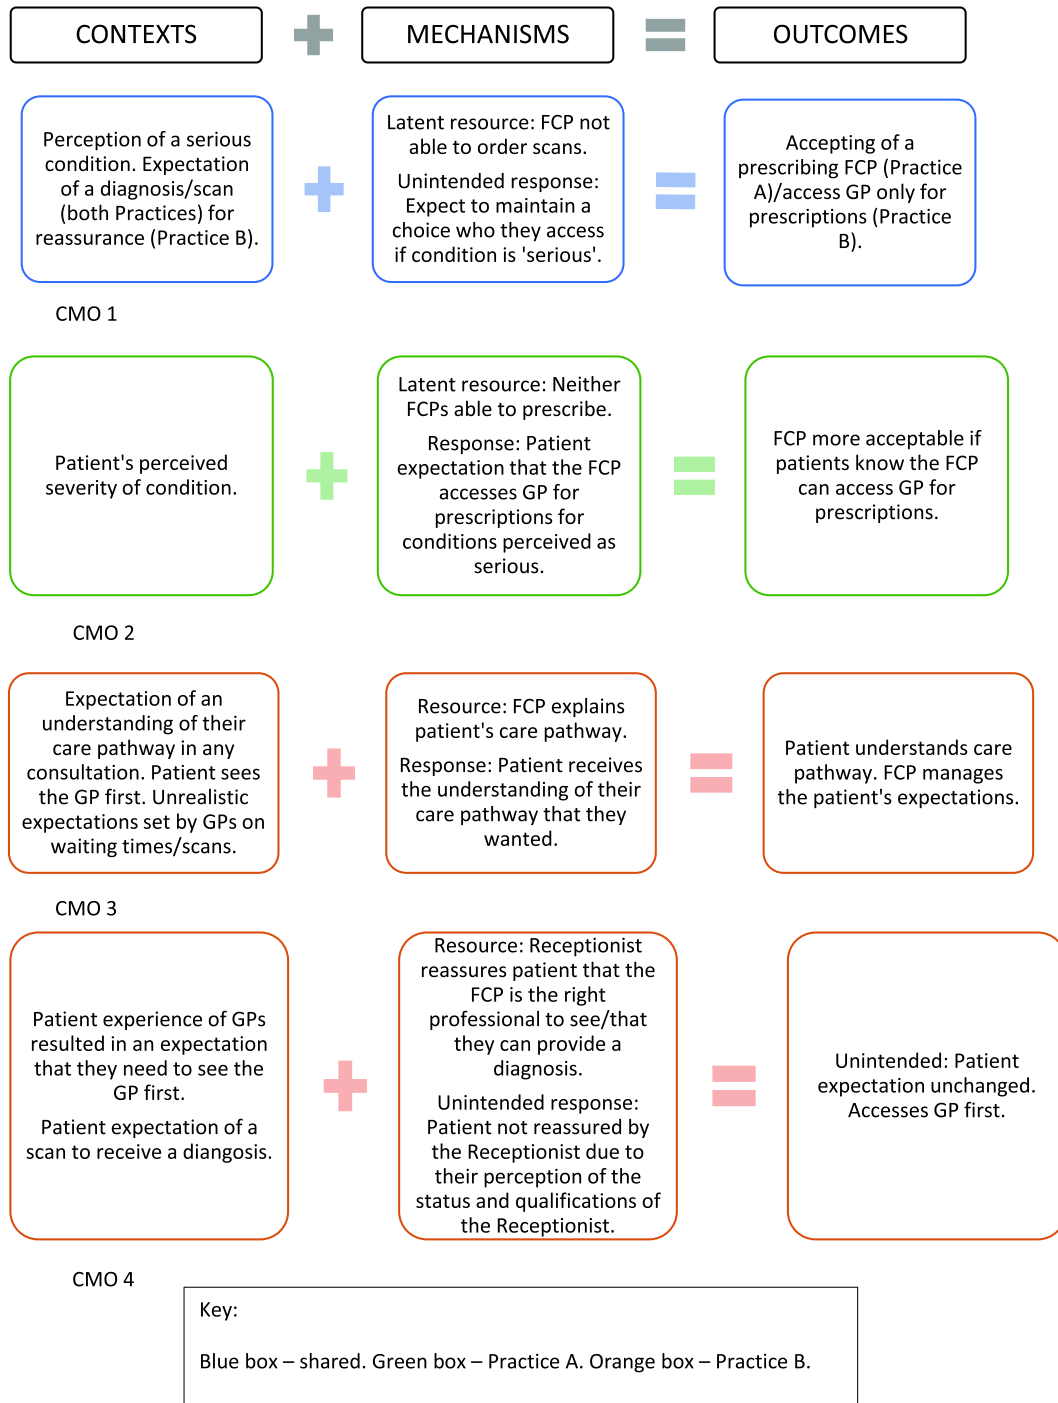 CONTEXTS
MECHANISMS
OUTCOMES
Perception of a serious
condition. Expectation
of a diagnosis/scan
(both Practices) for
reassurance (Practice B).
Latent resource: FCP not
able to order scans.
Unintended response:
Expect to maintain a
choice who they access
if condition is 'serious'.
Accepting of a
prescribing FCP (Practice
A)/access GP only for
prescriptions (Practice
B).
CMO 1
Patient's perceived
severity of condition.
Latent resource: Neither
FCPs able to prescribe.
Response: Patient
expectation that the FCP
accesses GP for
prescriptions for
conditions perceived as
serious.
FCP more acceptable if
patients know the FCP
can access GP for
prescriptions.
CMO 2
Expectation of an
understanding of their
care pathway in any
consultation. Patient sees
the GP first. Unrealistic
expectations set by GPs on
waiting times/scans.
Resource: FCP explains
patient's care pathway.
Response: Patient receives
the understanding of their
care pathway that they
wanted.
Patient understands care
pathway. FCP manages
the patient's expectations.
CMO 3
Patient experience of GPs
resulted in an expectation
that they need to see the
GP first.
Patient expectation of a
scan to receive a diangosis.
Resource: Receptionist
reassures patient that the
FCP is the right
professional to see/that
they can provide a
diagnosis.
Unintended response:
Patient not reassured by
the Receptionist due to
their perception of the
status and qualifications of
the Receptionist.
Unintended: Patient
expectation unchanged.
Accesses GP first.
CMO 4
Key:
Blue box – shared. Green box – Practice A. Orange box – Practice B.